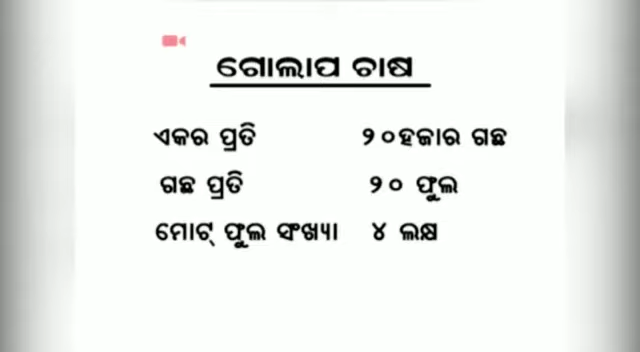 ଗୋଲାପ ଚାଷ
ଏକର ପ୍ରତି ୨୦ହଜାର ଗଛ
ଗଛ ପ୍ରତି ୨୦ ଫୁଲ
ମୋଟ୍ ଫୁଲ ସଂଖ୍ୟା ୪ ଲକ୍ଷ